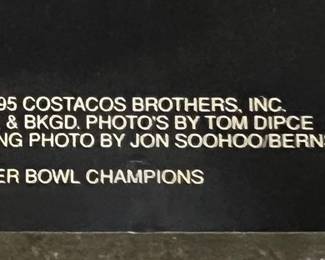 95 COSTACOS BROTHERS, INC.
& BKGD. PHOTO'S BY TOM DIPCE
NG PHOTO BY JON SOOHOO/BERNS
ER BOWL CHAMPIONS